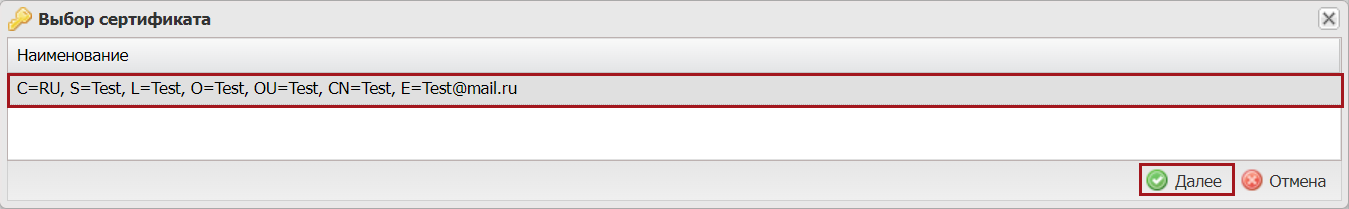 Выбор сертификата
Наименование
C=RU, S=Test, L=Test, O=Test, OU=Test, CN=Test, E=Test@mail.ru
Далее Отмена